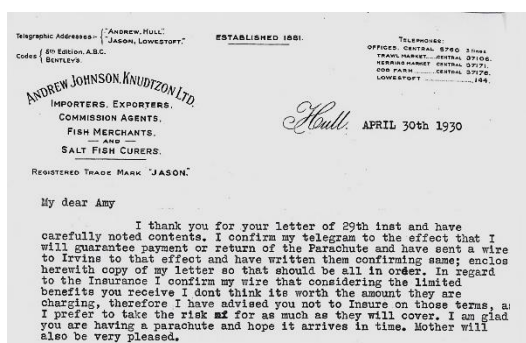 Telegraphic Addresses:- { "ANDREW, HULL."
"JASON, LOWESTOFT."
Codes { 5th Edition, A.B.C.
BENTLEY'S.
ESTABLISHED 1881.
TELEPHONES:
OFFICES, CENTRAL 5760 3 lines
TRAWL MARKET....CENTRAL 37106.
HERRING MARKET CENTRAL 37171.
COD FARM ........CENTRAL 37178.
LOWESTOFT ................144.
ANDREW JOHNSON, KNUDTZON LTD.
IMPORTERS, EXPORTERS,
COMMISSION AGENTS,
FISH MERCHANTS,
— AND —
SALT FISH CURERS.
REGISTERED TRADE MARK "JASON."
Hull. APRIL 30th 1930
My dear Amy
I thank you for your letter of 29th inst and have
carefully noted contents. I confirm my telegram to the effect that I
will guarantee payment or return of the Parachute and have sent a wire
to Irvins to that effect and have written them confirming same; enclos
herewith copy of my letter so that should be all in order. In regard
to the Insurance I confirm my wire that considering the limited
benefits you receive I dont think its worth the amount they are
charging, therefore I have advised you not to Insure on those terms, a
I prefer to take the risk for as much as they will cover. I am glad
you are having a parachute and hope it arrives in time. Mother will
also be very pleased.